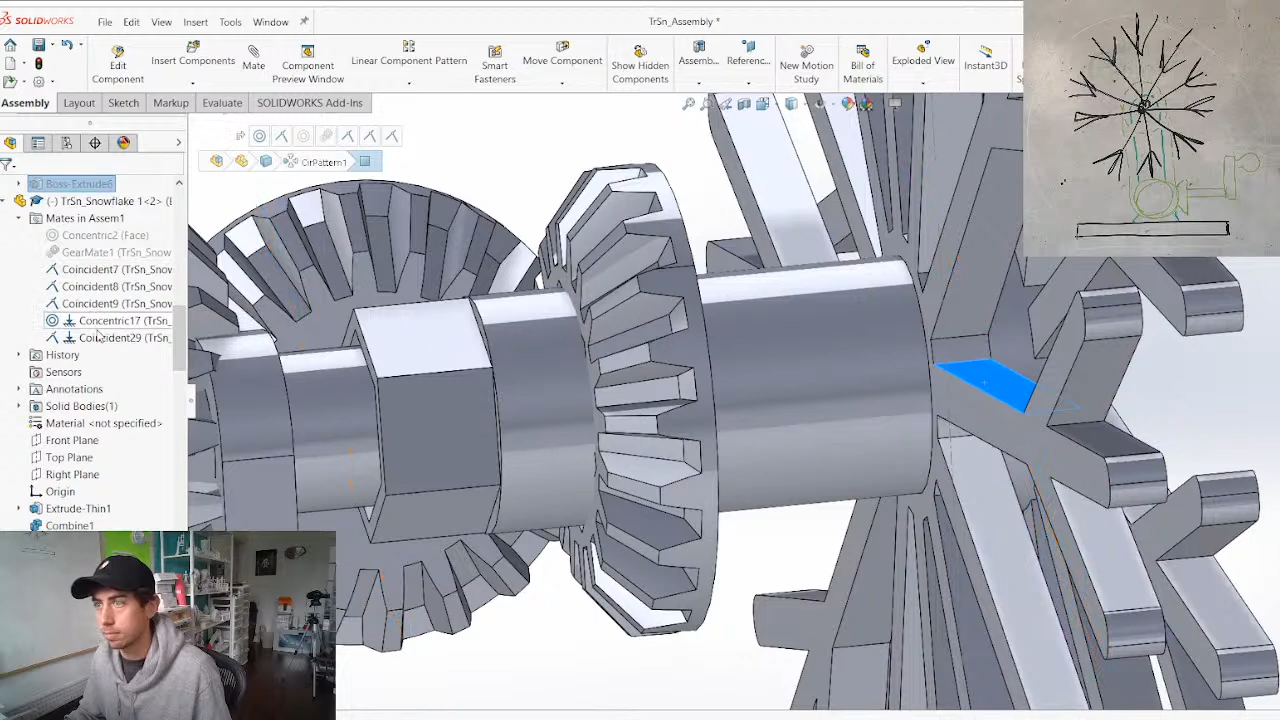 SOLIDWORKS
File Edit View Insert Tools Window
TrSn_Assembly *
Edit Component
Insert Components
Mate
Component Preview Window
Linear Component Pattern
Smart Fasteners
Move Component
Show Hidden Components
Assemb...
Referenc...
New Motion Study
Bill of Materials
Exploded View
Instant3D
Assembly Layout Sketch Markup Evaluate SOLIDWORKS Add-Ins
CirPattern1
Boss-Extrude6
(-) TrSn_Snowflake 1<2> (
Mates in Assem1
Concentric2 (Face)
GearMate1 (TrSn_Snow
Coincident7 (TrSn_Snow
Coincident8 (TrSn_Snow
Coincident9 (TrSn_Snow
Concentric17 (TrSn_
Coincident29 (TrSn_
History
Sensors
Annotations
Solid Bodies(1)
Material <not specified>
Front Plane
Top Plane
Right Plane
Origin
Extrude-Thin1
Combine1